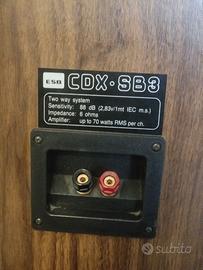 ESB CDX·SB3
Two way system
Sensitivity: 88 dB (2,83v/1mt IEC m.s.)
Impedance: 6 ohms
Amplifier: up to 70 watts RMS per ch.
subito